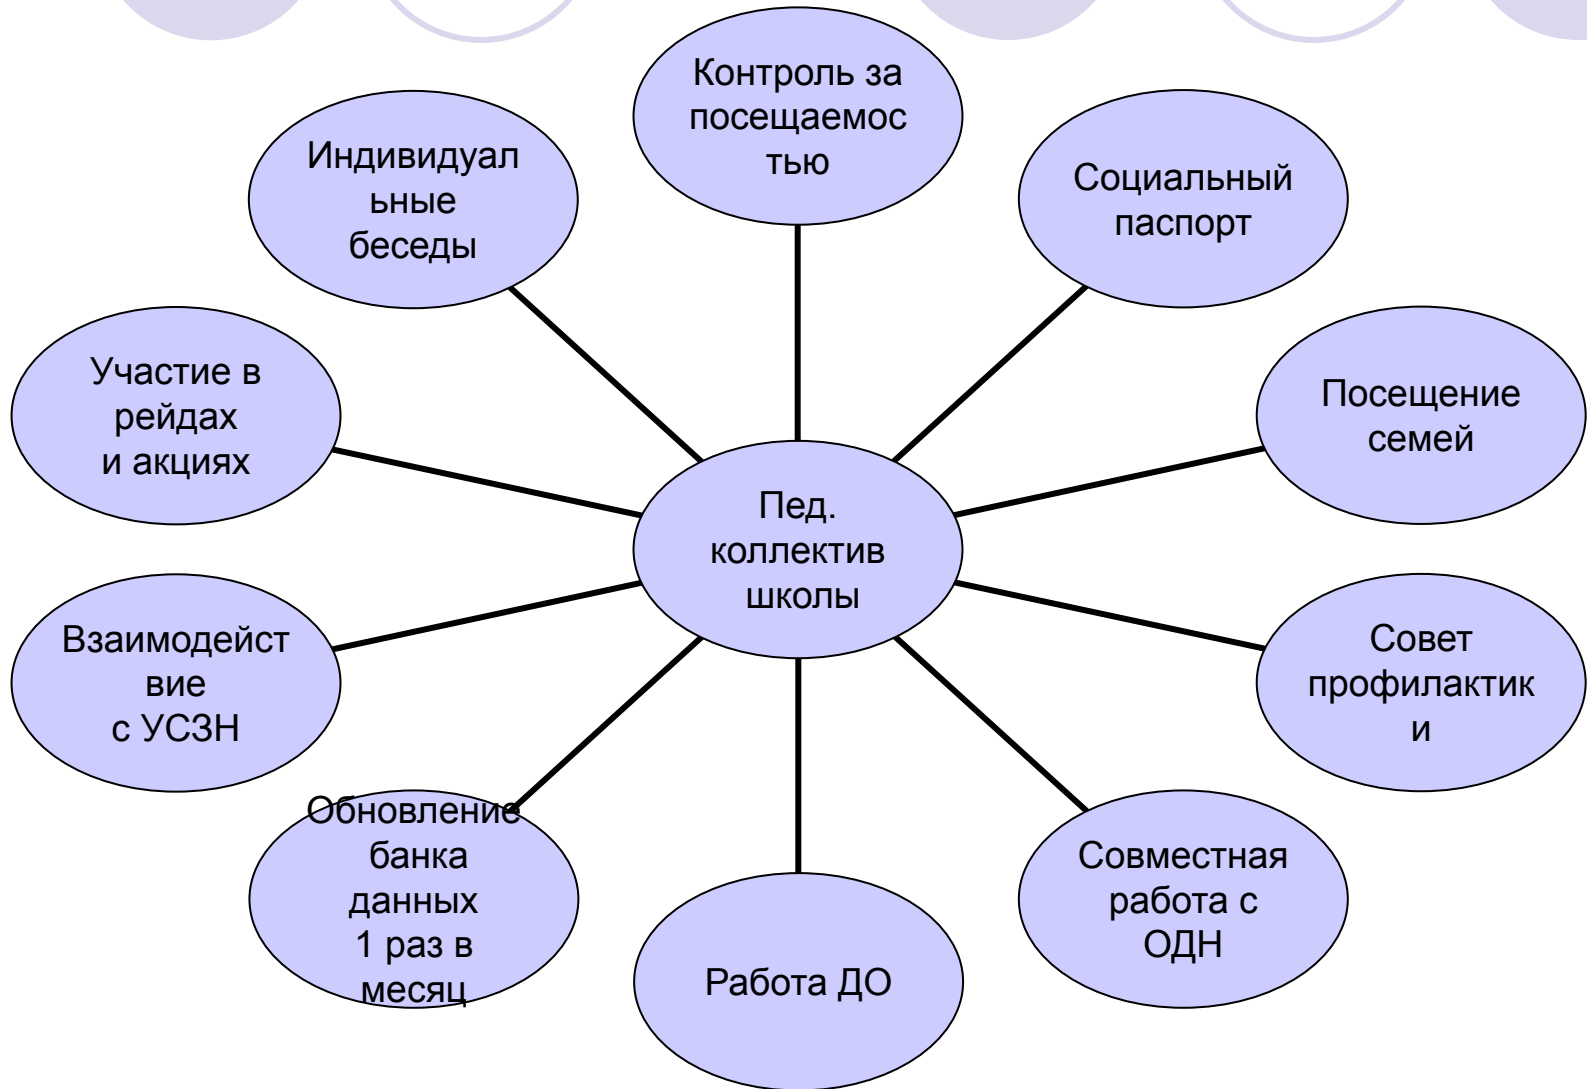 Контроль за
посещаемос
тью
Индивидуал
ьные
беседы
Социальный
паспорт
Участие в
рейдах
и акциях
Посещение
семей
Пед.
коллектив
школы
Взаимодейст
вие
с УСЗН
Совет
профилактик
и
Обновление
банка
данных
1 раз в
месяц
Работа ДО
Совместная
работа с
ОДН